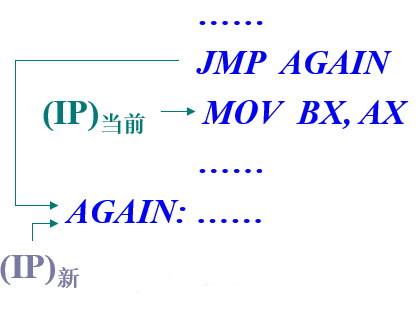 ……
JMP AGAIN
(IP)当前 MOV BX, AX
……
AGAIN: ……
(IP)新